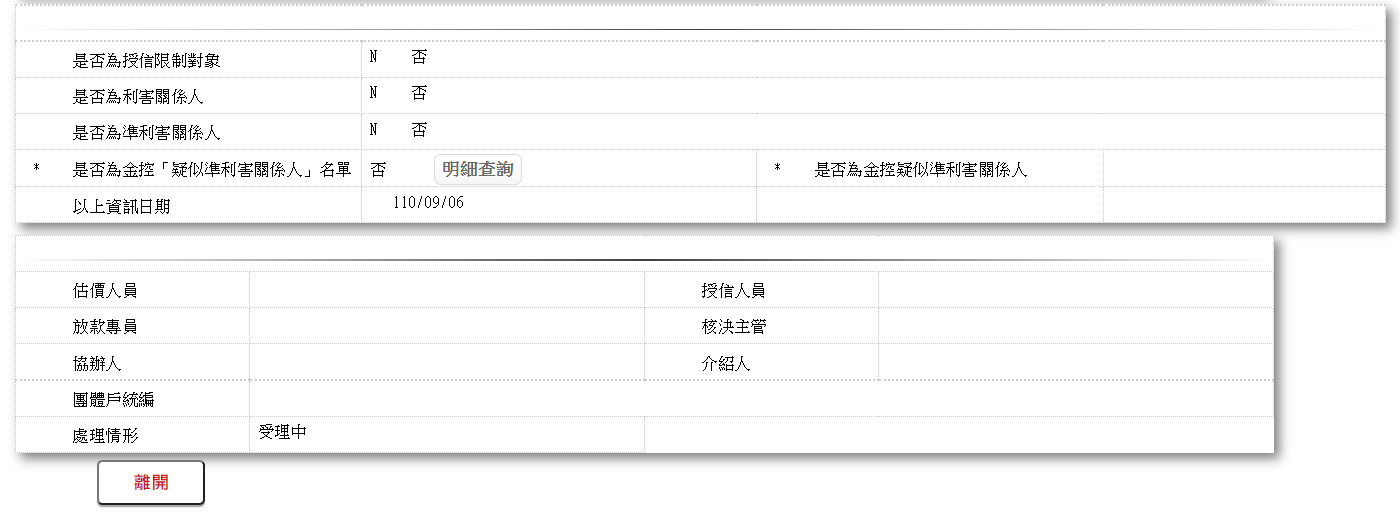 是否為授信限制對象 N 否
是否為利害關係人 N 否
是否為準利害關係人 N 否
* 是否為金控「疑似準利害關係人」名單 否 明細查詢 * 是否為金控疑似準利害關係人
以上資訊日期 110/09/06
估價人員 授信人員
放款專員 核決主管
協辦人 介紹人
團體戶統編
處理情形 受理中
離開